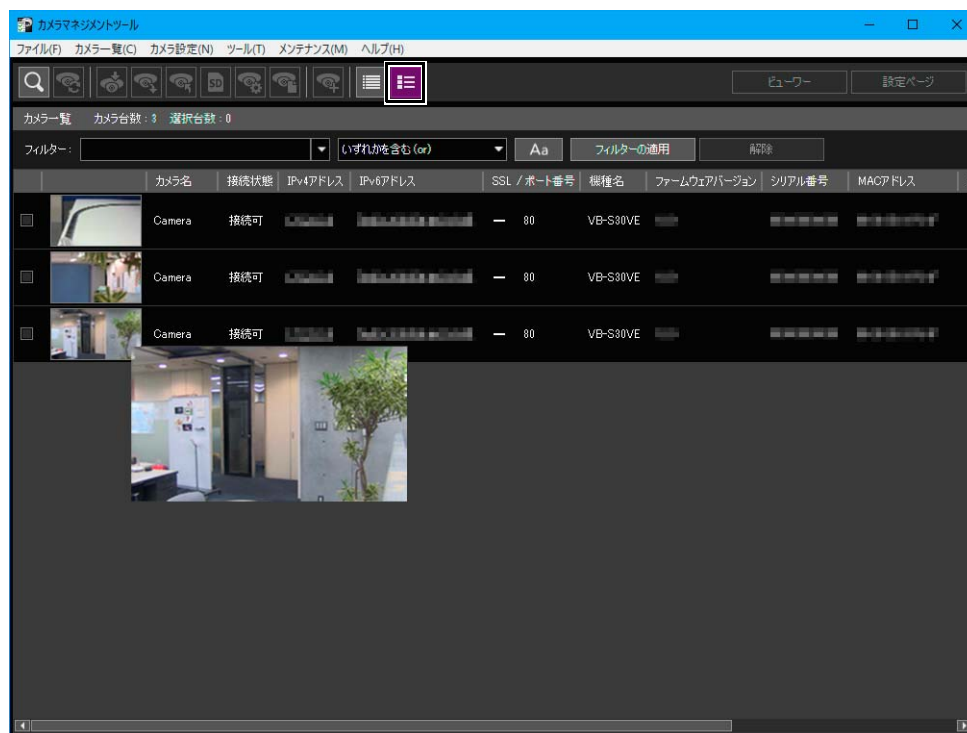 カメラマネジメントツール
ファイル(F) カメラ一覧(C) カメラ設定(N) ツール(T) メンテナンス(M) ヘルプ(H)
SD ビューワー 設定ページ
カメラ一覧 カメラ台数:3 選択台数:0
フィルター: いずれかを含む(or) Aa フィルターの適用 解除
カメラ名 接続状態 IPv4アドレス IPv6アドレス SSL / ポート番号 機種名 ファームウェアバージョン シリアル番号 MACアドレス
Camera 接続可 80 VB-S30VE
Camera 接続可 80 VB-S30VE
Camera 接続可 80 VB-S30VE